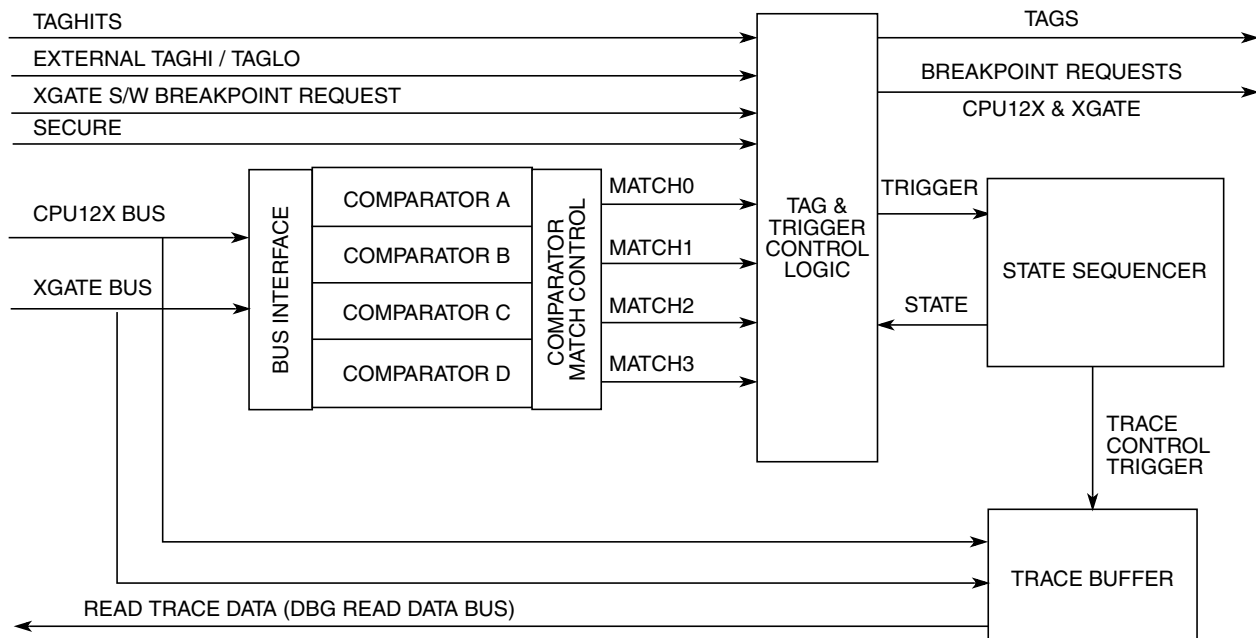 TAGHITS
EXTERNAL TAGHI / TAGLO
XGATE S/W BREAKPOINT REQUEST
SECURE
TAGS
BREAKPOINT REQUESTS
CPU12X & XGATE
CPU12X BUS
XGATE BUS
BUS INTERFACE
COMPARATOR A
COMPARATOR B
COMPARATOR C
COMPARATOR D
COMPARATOR
MATCH CONTROL
MATCH0
MATCH1
MATCH2
MATCH3
TAG &
TRIGGER
CONTROL
LOGIC
TRIGGER
STATE
STATE SEQUENCER
TRACE
CONTROL
TRIGGER
TRACE BUFFER
READ TRACE DATA (DBG READ DATA BUS)